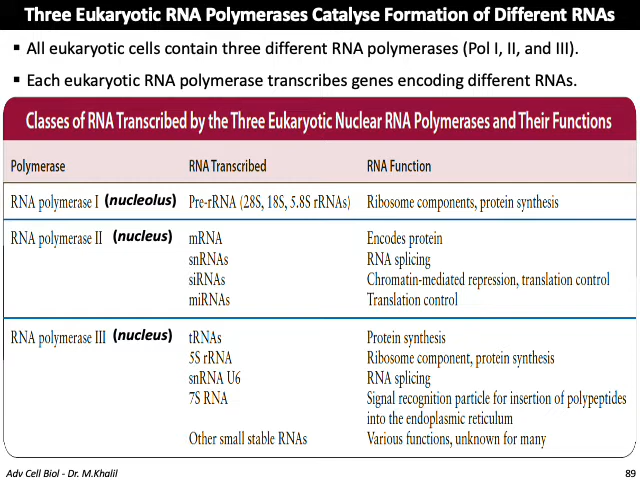 Three Eukaryotic RNA Polymerases Catalyse Formation of Different RNAs
▪ All eukaryotic cells contain three different RNA polymerases (Pol I, II, and III).
▪ Each eukaryotic RNA polymerase transcribes genes encoding different RNAs.
Classes of RNA Transcribed by the Three Eukaryotic Nuclear RNA Polymerases and Their Functions
Polymerase RNA Transcribed RNA Function
RNA polymerase I (nucleolus) Pre-rRNA (28S, 18S, 5.8S rRNAs) Ribosome components, protein synthesis
RNA polymerase II (nucleus) mRNA Encodes protein
snRNAs RNA splicing
siRNAs Chromatin-mediated repression, translation control
miRNAs Translation control
RNA polymerase III (nucleus) tRNAs Protein synthesis
5S rRNA Ribosome component, protein synthesis
snRNA U6 RNA splicing
7S RNA Signal recognition particle for insertion of polypeptides
into the endoplasmic reticulum
Other small stable RNAs Various functions, unknown for many
Adv Cell Biol - Dr. M.Khalil 89